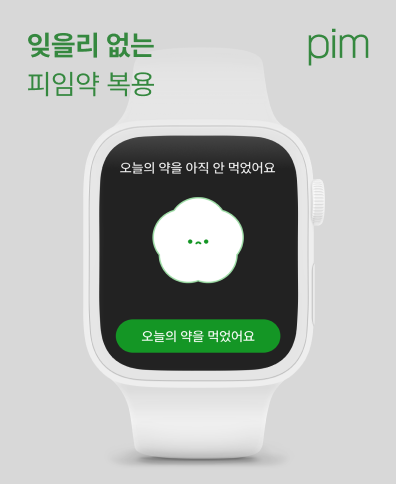 잊을리 없는
피임약 복용
pim
오늘의 약을 아직 안 먹었어요
오늘의 약을 먹었어요